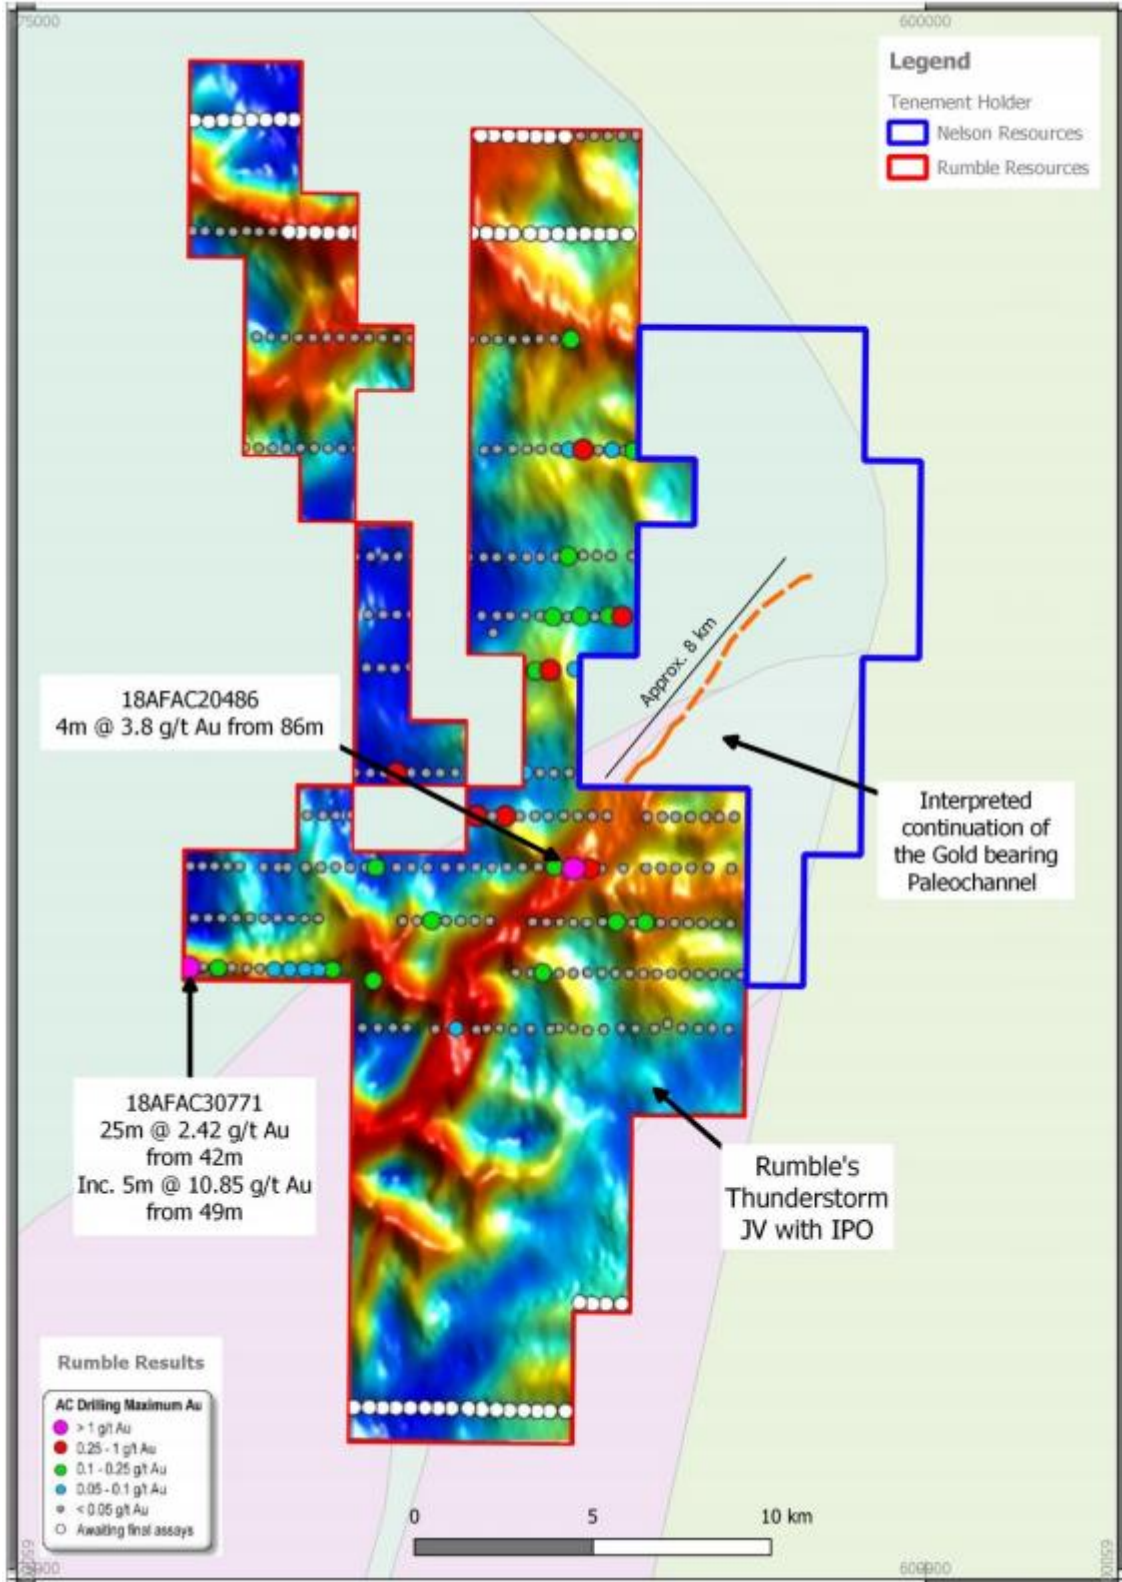 75000
600000
Legend
Tenement Holder
Nelson Resources
Rumble Resources
Approx. 8 km
18AFAC20486
4m @ 3.8 g/t Au from 86m
Interpreted
continuation of
the Gold bearing
Paleochannel
18AFAC30771
25m @ 2.42 g/t Au
from 42m
Inc. 5m @ 10.85 g/t Au
from 49m
Rumble's
Thunderstorm
JV with IPO
Rumble Results
AC Drilling Maximum Au
> 1 g/t Au
0.25 - 1 g/t Au
0.1 - 0.25 g/t Au
0.05 - 0.1 g/t Au
< 0.05 g/t Au
Awaiting final assays
0
5
10 km